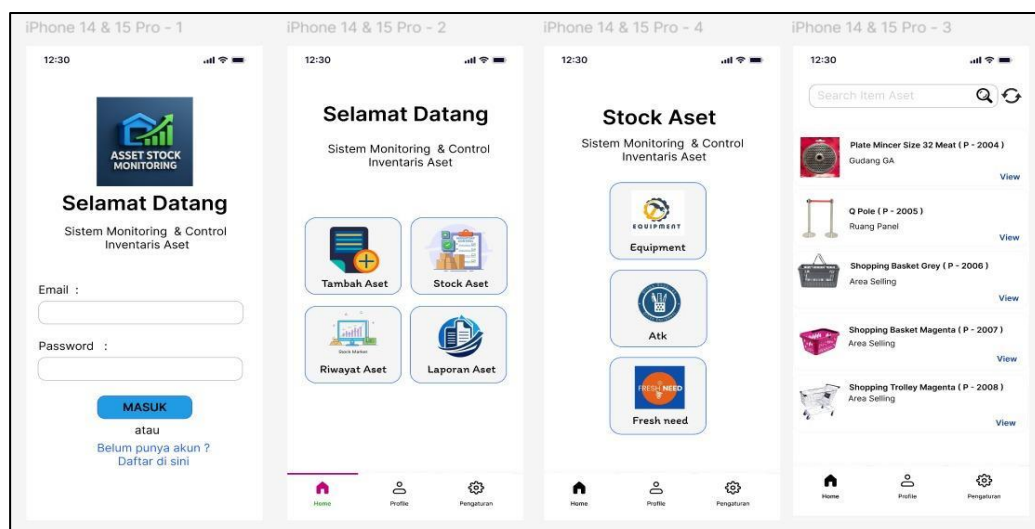 iPhone 14 & 15 Pro - 1
12:30
ASSET STOCK
MONITORING
Selamat Datang
Sistem Monitoring & Control
Inventaris Aset
Email :
Password :
MASUK
atau
Belum punya akun ?
Daftar di sini
iPhone 14 & 15 Pro - 2
12:30
Selamat Datang
Sistem Monitoring & Control
Inventaris Aset
Tambah Aset
Stock Aset
Stock Market
Riwayat Aset
Laporan Aset
Home
Profile
Pengaturan
iPhone 14 & 15 Pro - 4
12:30
Stock Aset
Sistem Monitoring & Control
Inventaris Aset
EQUIPMENT
Equipment
Atk
FRESH NEED
Fresh need
Home
Profile
Pengaturan
iPhone 14 & 15 Pro - 3
12:30
Search Item Aset
Plate Mincer Size 32 Meat ( P - 2004 )
Gudang GA
View
Q Pole ( P - 2005 )
Ruang Panel
View
Shopping Basket Grey ( P - 2006 )
Area Selling
View
Shopping Basket Magenta ( P - 2007 )
Area Selling
View
Shopping Trolley Magenta ( P - 2008 )
Area Selling
View
Home
Profile
Pengaturan